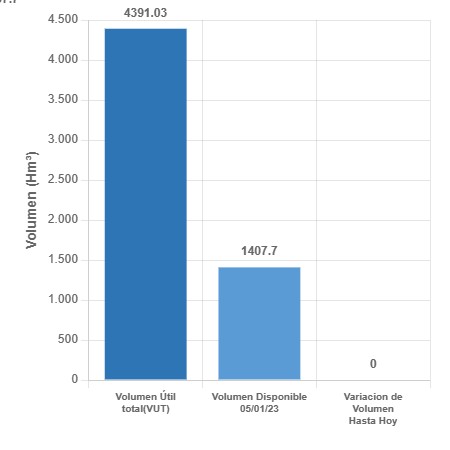 4391.03
4.500
4.000
3.500
3.000
2.500
2.000
1.500
1.000
500
0
Volumen (Hm³)
1407.7
0
Volumen Útil
total(VUT)
Volumen Disponible
05/01/23
Variacion de
Volumen
Hasta Hoy